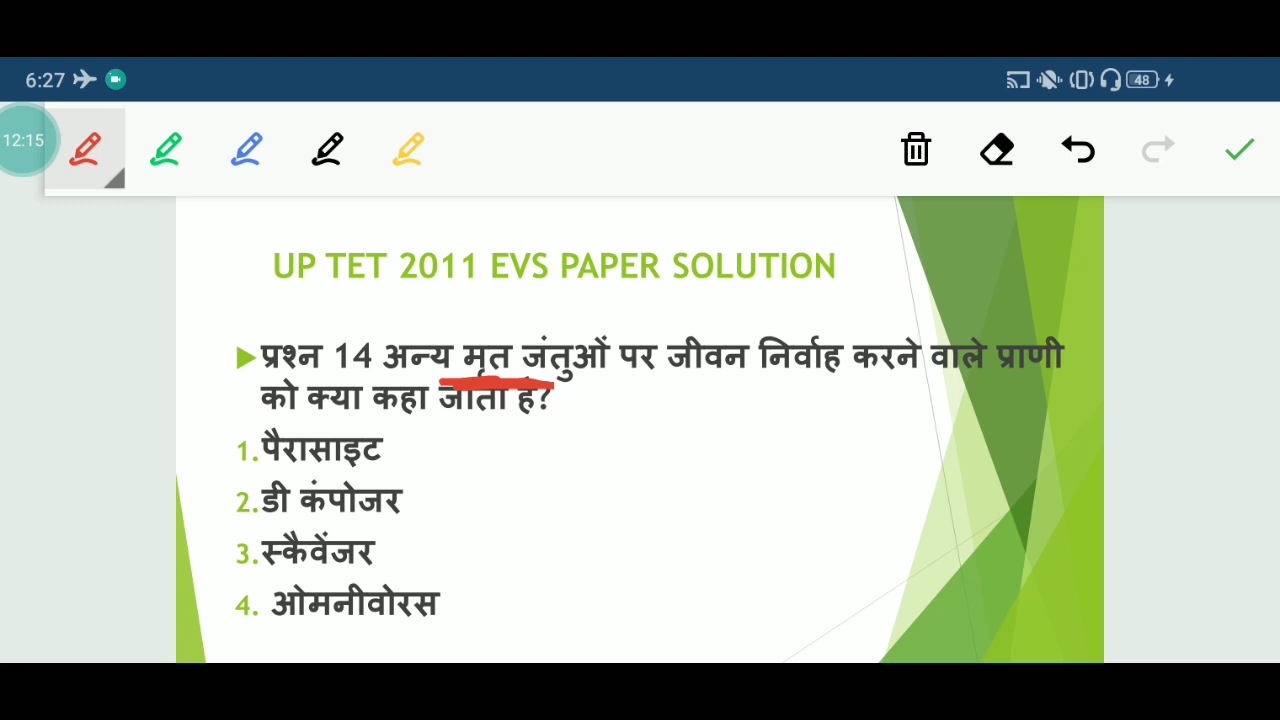 6:27
48
12:15
UP TET 2011 EVS PAPER SOLUTION
प्रश्न 14 अन्य मृत जंतुओं पर जीवन निर्वाह करने वाले प्राणी
को क्या कहा जाता है?
1. पैरासाइट
2. डी कंपोजर
3. स्कैवेंजर
4. ओमनीवोरस